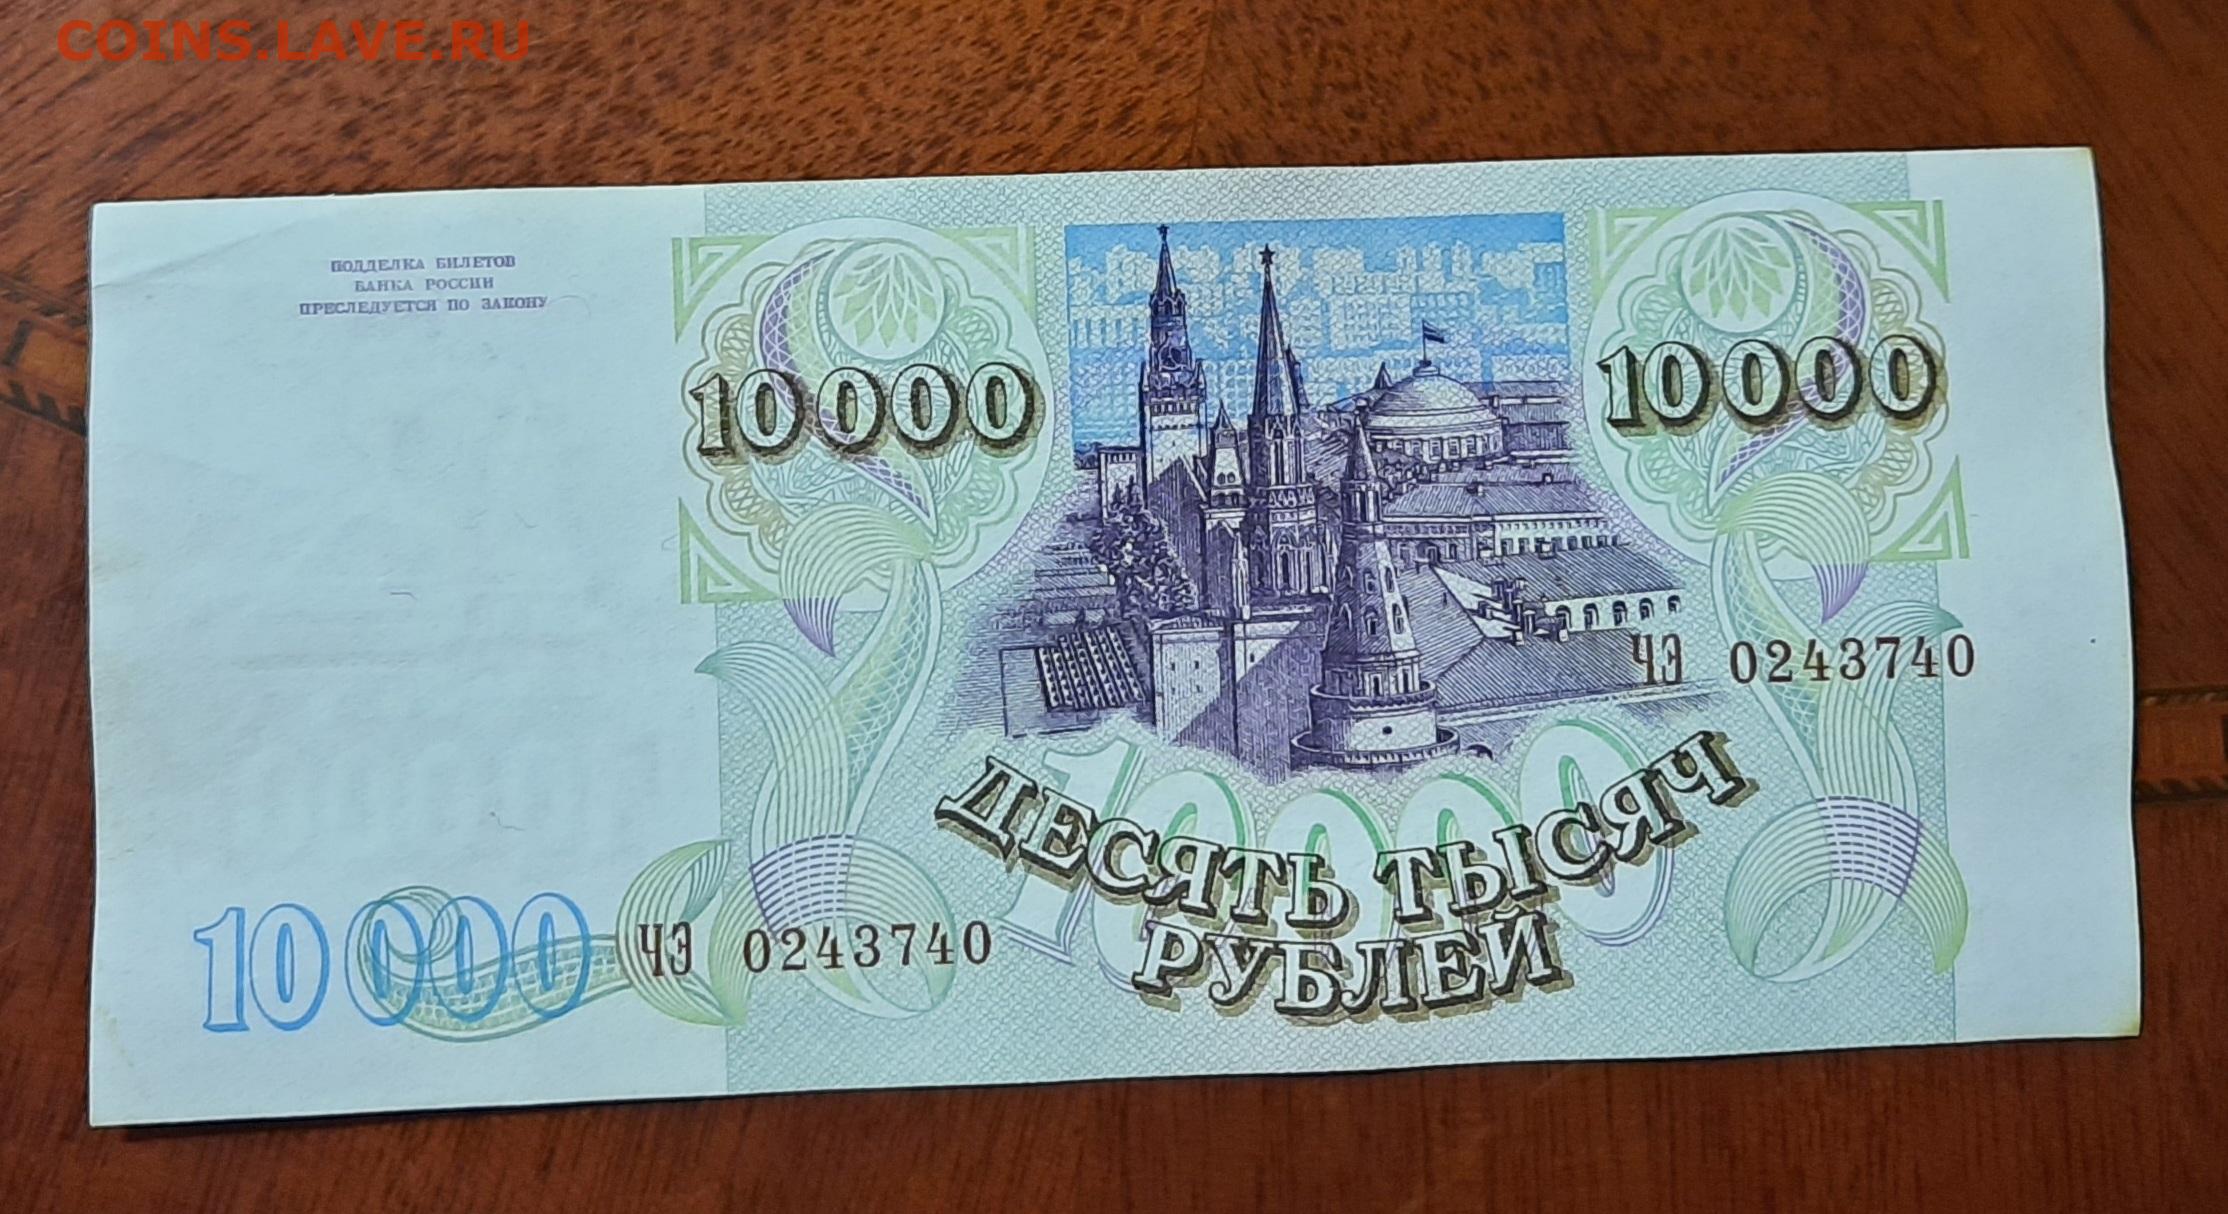 COINS.LAVE.RU
ПОДДЕЛКА БИЛЕТОВ
БАНКА РОССИИ
ПРЕСЛЕДУЕТСЯ ПО ЗАКОНУ
10000
10000
ЧЭ 0243740
10000
ДЕСЯТЬ ТЫСЯЧ
РУБЛЕЙ
10000
ЧЭ 0243740